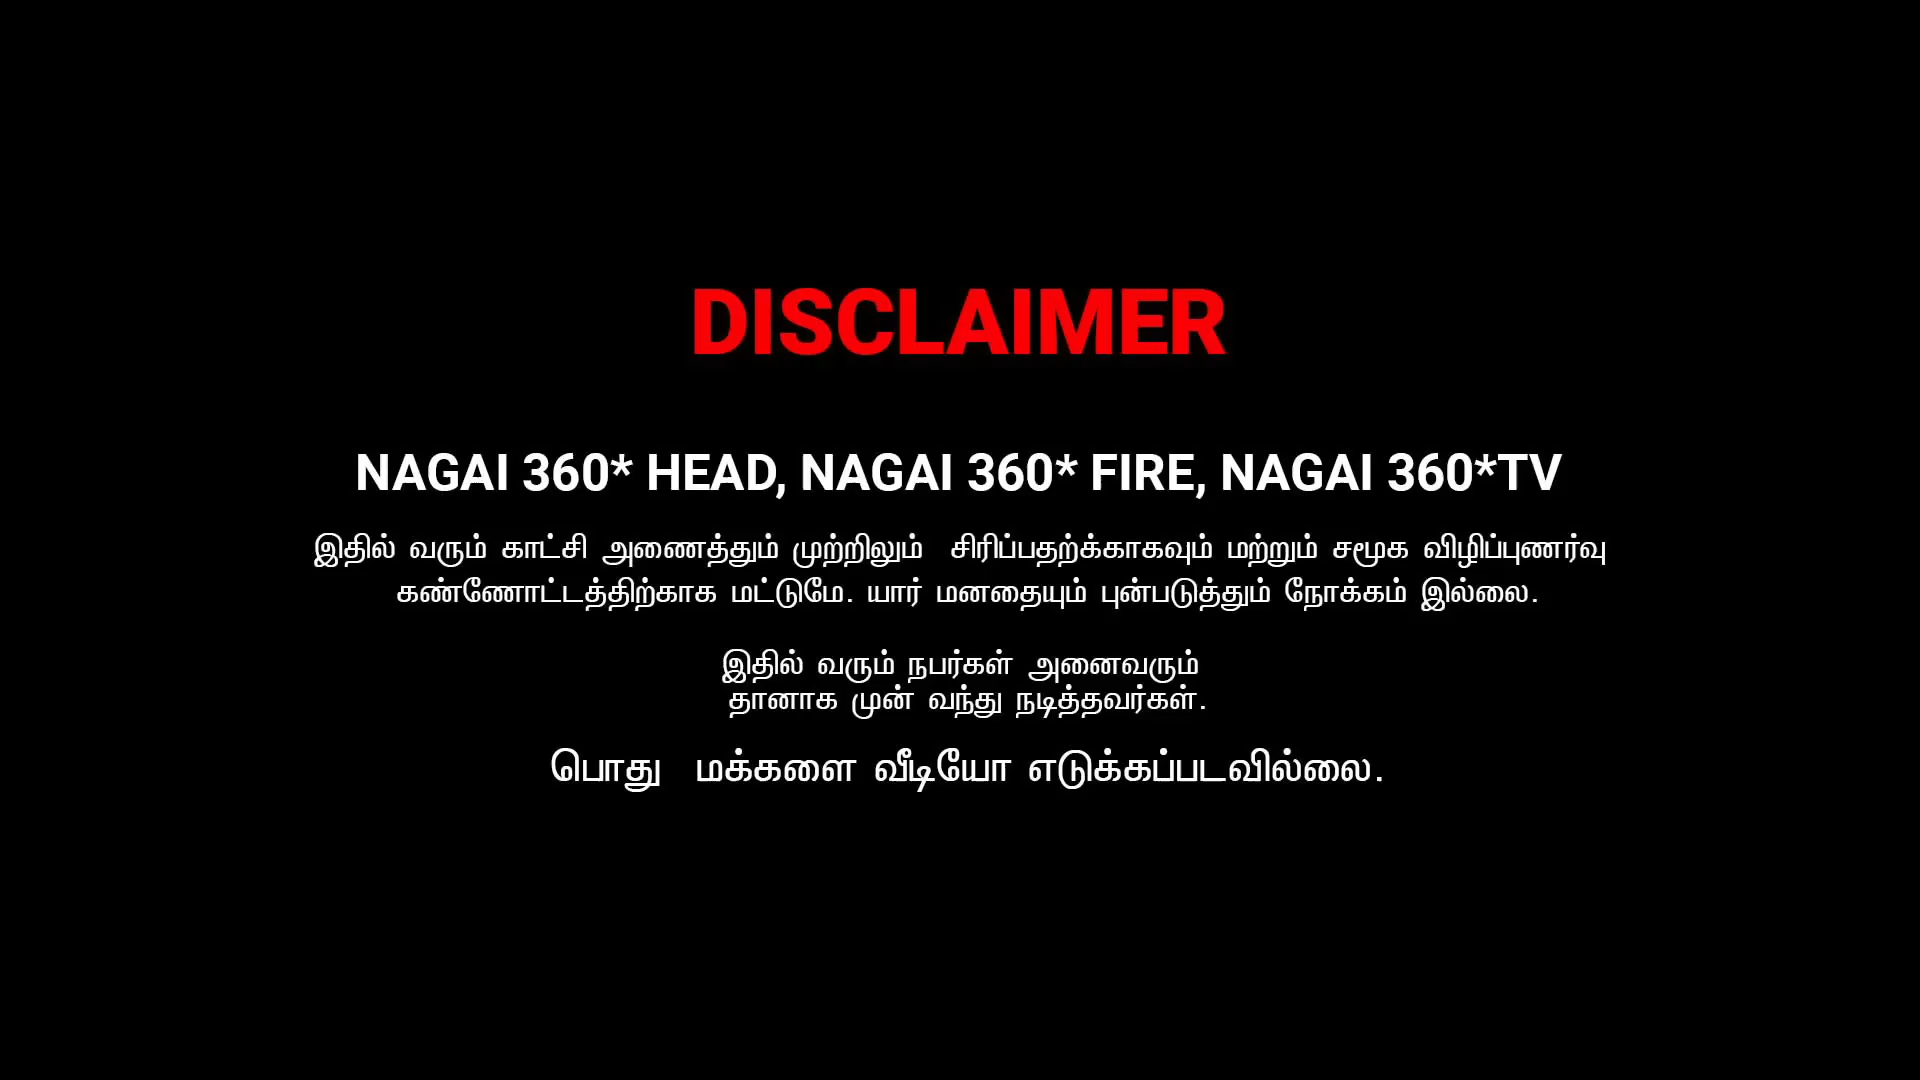 DISCLAIMER
NAGAI 360* HEAD, NAGAI 360* FIRE, NAGAI 360*TV
இதில் வரும் காட்சி அணைத்தும் முற்றிலும் சிரிப்பதற்க்காகவும் மற்றும் சமூக விழிப்புணர்வு
கண்ணோட்டத்திற்காக மட்டுமே. யார் மனதையும் புன்படுத்தும் நோக்கம் இல்லை.
இதில் வரும் நபர்கள் அனைவரும்
தானாக முன் வந்து நடித்தவர்கள்.
பொது மக்களை வீடியோ எடுக்கப்படவில்லை.